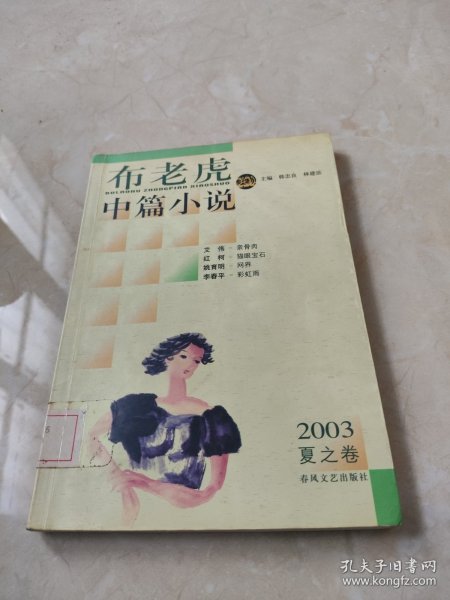 布老虎
BULAOHU ZHONGPIAN XIAOSHUO
中篇小说
主编 韩忠良 林建法
艾伟－亲骨肉
红柯－猫眼宝石
姚育明－问荞
李春平－彩虹雨
2003
夏之卷
春风文艺出版社
孔夫子旧书网
www.kongfz.com